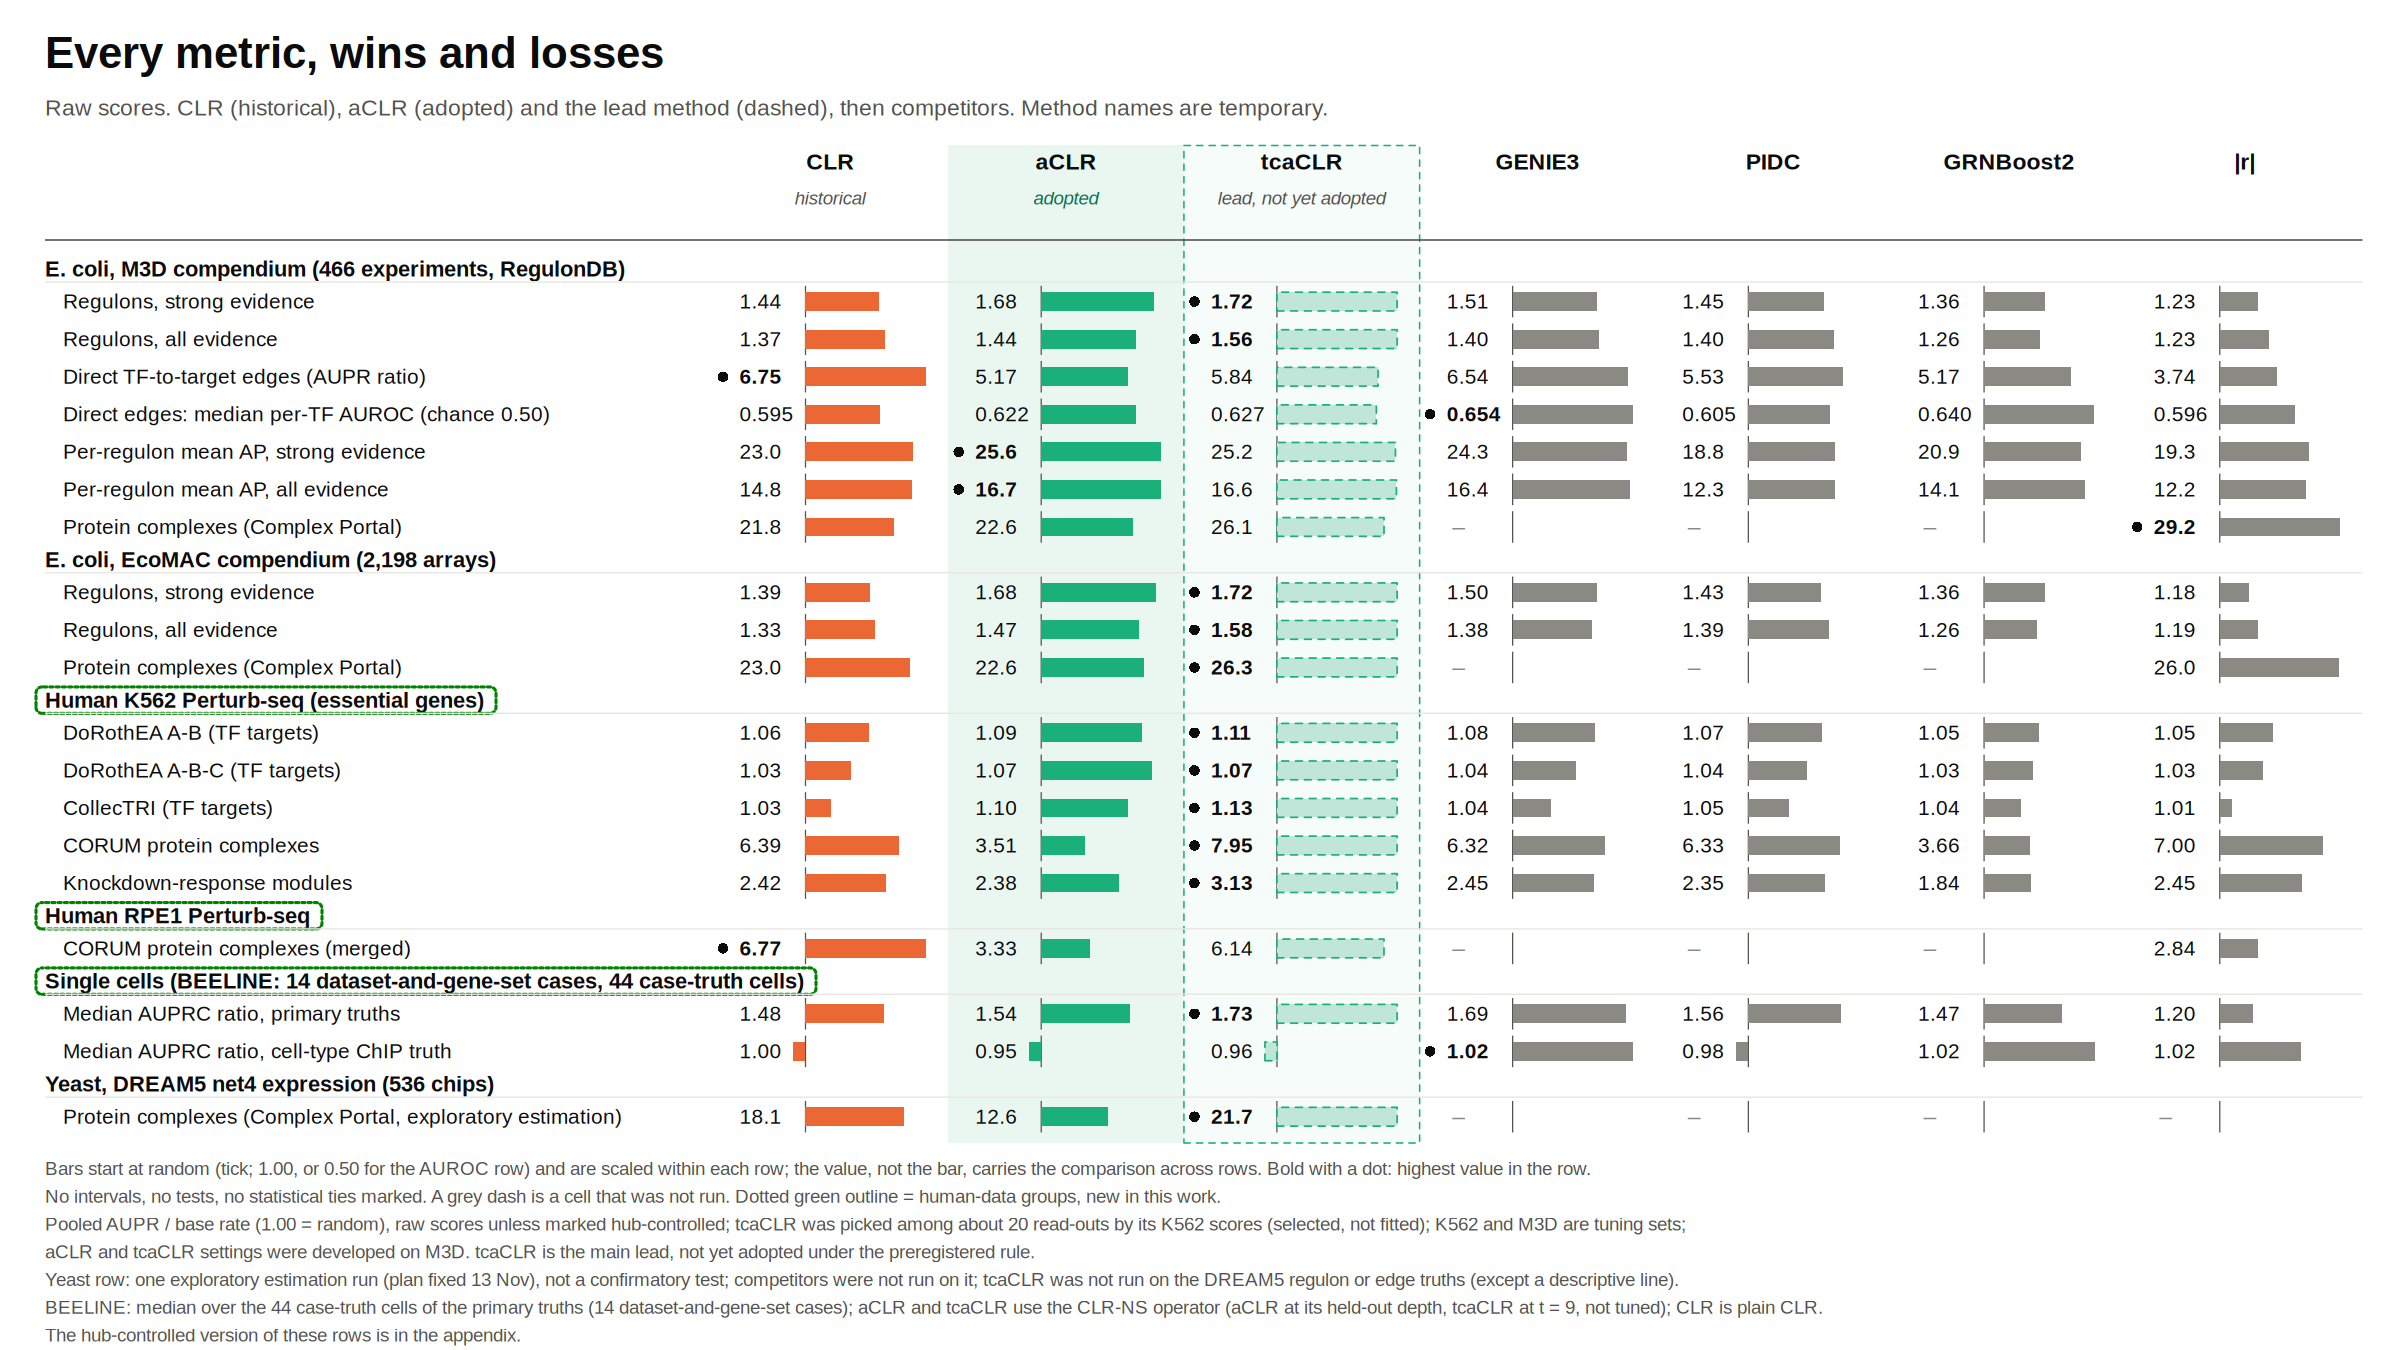 Every metric, wins and losses
Raw scores. CLR (historical), aCLR (adopted) and the lead method (dashed), then competitors. Method names are temporary.
CLR aCLR tcaCLR GENIE3 PIDC GRNBoost2 |r|
historical adopted lead, not yet adopted
E. coli, M3D compendium (466 experiments, RegulonDB)
Regulons, strong evidence 1.44 1.68 • 1.72 1.51 1.45 1.36 1.23
Regulons, all evidence 1.37 1.44 • 1.56 1.40 1.40 1.26 1.23
Direct TF-to-target edges (AUPR ratio) • 6.75 5.17 5.84 6.54 5.53 5.17 3.74
Direct edges: median per-TF AUROC (chance 0.50) 0.595 0.622 0.627 • 0.654 0.605 0.640 0.596
Per-regulon mean AP, strong evidence 23.0 • 25.6 25.2 24.3 18.8 20.9 19.3
Per-regulon mean AP, all evidence 14.8 • 16.7 16.6 16.4 12.3 14.1 12.2
Protein complexes (Complex Portal) 21.8 22.6 26.1 – – – • 29.2
E. coli, EcoMAC compendium (2,198 arrays)
Regulons, strong evidence 1.39 1.68 • 1.72 1.50 1.43 1.36 1.18
Regulons, all evidence 1.33 1.47 • 1.58 1.38 1.39 1.26 1.19
Protein complexes (Complex Portal) 23.0 22.6 • 26.3 – – – 26.0
Human K562 Perturb-seq (essential genes)
DoRothEA A-B (TF targets) 1.06 1.09 • 1.11 1.08 1.07 1.05 1.05
DoRothEA A-B-C (TF targets) 1.03 1.07 • 1.07 1.04 1.04 1.03 1.03
CollecTRI (TF targets) 1.03 1.10 • 1.13 1.04 1.05 1.04 1.01
CORUM protein complexes 6.39 3.51 • 7.95 6.32 6.33 3.66 7.00
Knockdown-response modules 2.42 2.38 • 3.13 2.45 2.35 1.84 2.45
Human RPE1 Perturb-seq
CORUM protein complexes (merged) • 6.77 3.33 6.14 – – – 2.84
Single cells (BEELINE: 14 dataset-and-gene-set cases, 44 case-truth cells)
Median AUPRC ratio, primary truths 1.48 1.54 • 1.73 1.69 1.56 1.47 1.20
Median AUPRC ratio, cell-type ChIP truth 1.00 0.95 0.96 • 1.02 0.98 1.02 1.02
Yeast, DREAM5 net4 expression (536 chips)
Protein complexes (Complex Portal, exploratory estimation) 18.1 12.6 • 21.7 – – – –
Bars start at random (tick; 1.00, or 0.50 for the AUROC row) and are scaled within each row; the value, not the bar, carries the comparison across rows. Bold with a dot: highest value in the row.
No intervals, no tests, no statistical ties marked. A grey dash is a cell that was not run. Dotted green outline = human-data groups, new in this work.
Pooled AUPR / base rate (1.00 = random), raw scores unless marked hub-controlled; tcaCLR was picked among about 20 read-outs by its K562 scores (selected, not fitted); K562 and M3D are tuning sets;
aCLR and tcaCLR settings were developed on M3D. tcaCLR is the main lead, not yet adopted under the preregistered rule.
Yeast row: one exploratory estimation run (plan fixed 13 Nov), not a confirmatory test; competitors were not run on it; tcaCLR was not run on the DREAM5 regulon or edge truths (except a descriptive line).
BEELINE: median over the 44 case-truth cells of the primary truths (14 dataset-and-gene-set cases); aCLR and tcaCLR use the CLR-NS operator (aCLR at its held-out depth, tcaCLR at t = 9, not tuned); CLR is plain CLR.
The hub-controlled version of these rows is in the appendix.